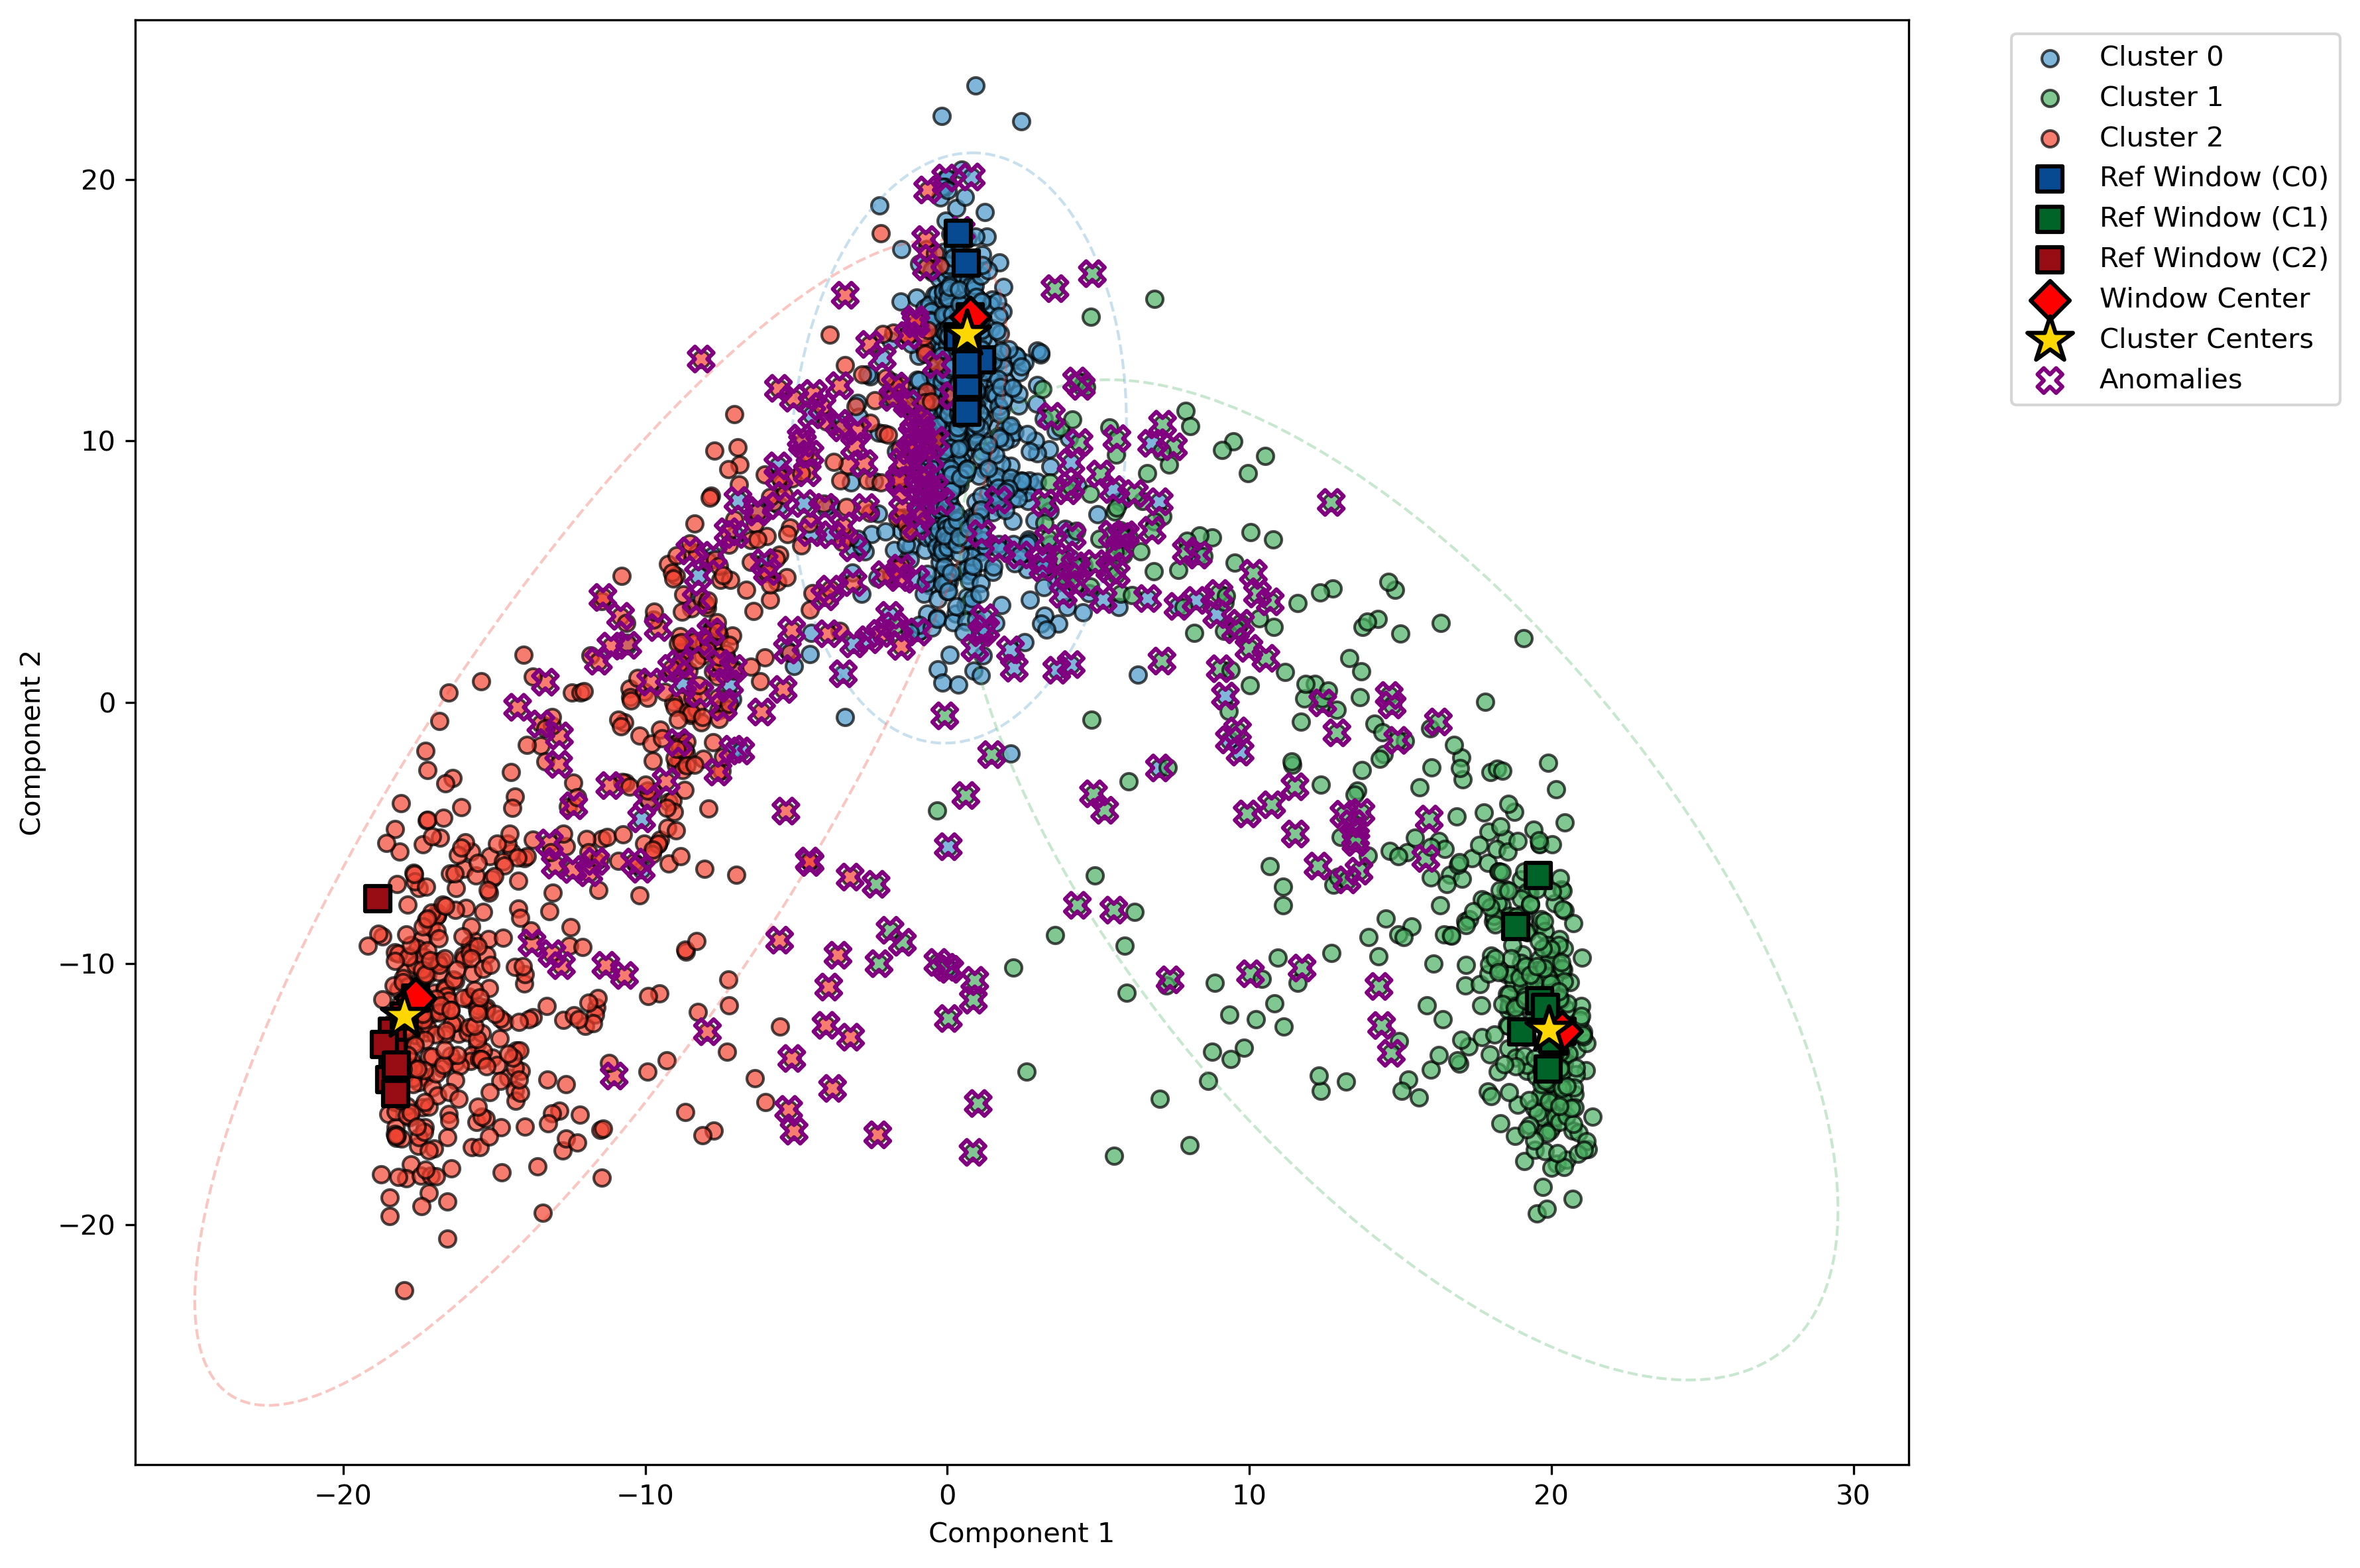 Cluster 0
Cluster 1
Cluster 2
Ref Window (C0)
Ref Window (C1)
Ref Window (C2)
Window Center
Cluster Centers
Anomalies
20
10
0
−10
−20
Component 2
−20
−10
0
10
20
30
Component 1